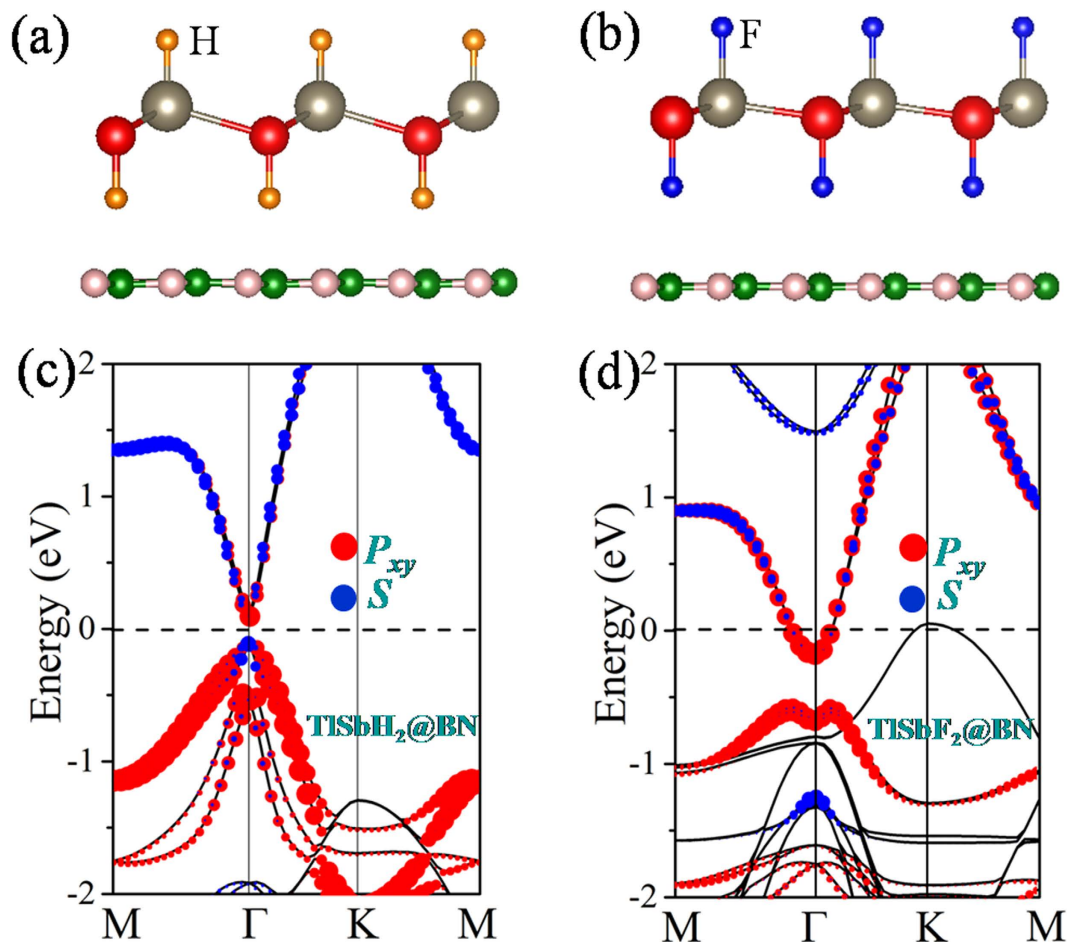 (a)
H
(b)
F
(c)
2
1
0
-1
-2
Energy (eV)
P_xy
S
TlSbH₂@BN
M
Γ
K
M
(d)
2
1
0
-1
-2
Energy (eV)
P_xy
S
TlSbF₂@BN
M
Γ
K
M